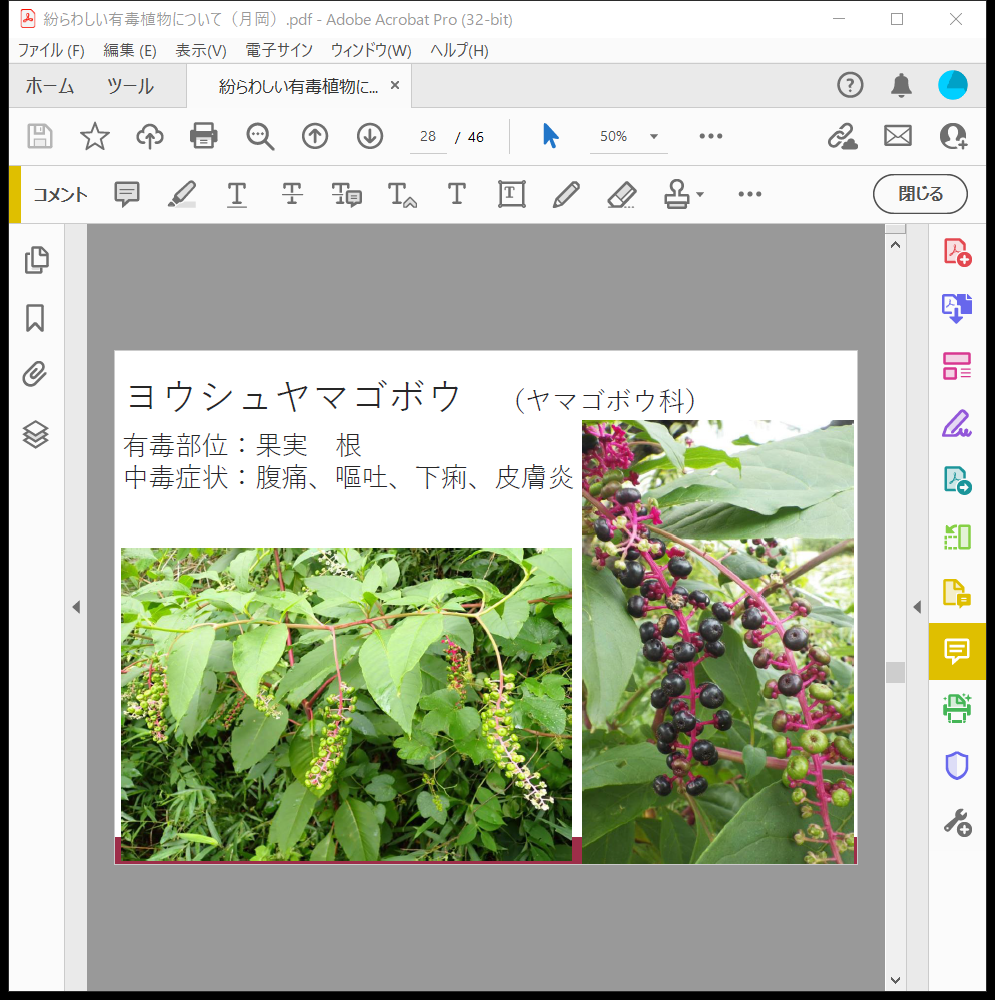 紛らわしい有毒植物について（月岡）.pdf - Adobe Acrobat Pro (32-bit)
ファイル (F) 編集 (E) 表示(V) 電子サイン ウィンドウ(W) ヘルプ(H)
ホーム ツール 紛らわしい有毒植物に... ×
28 / 46 50%
コメント 閉じる
ヨウシュヤマゴボウ （ヤマゴボウ科）
有毒部位：果実 根
中毒症状：腹痛、嘔吐、下痢、皮膚炎